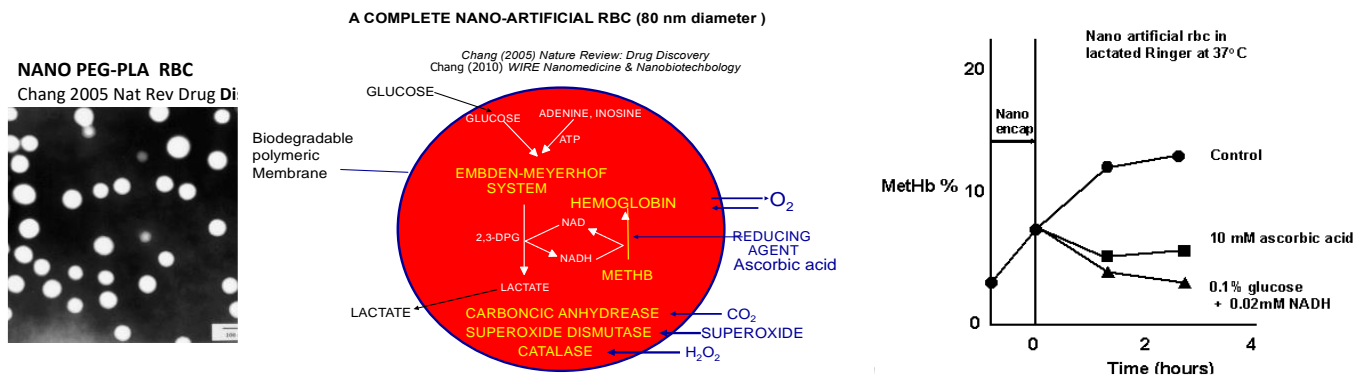 A COMPLETE NANO-ARTIFICIAL RBC (80 nm diameter )
Chang (2005) Nature Review: Drug Discovery
Chang (2010) WIRE Nanomedicine & Nanobiotechbology
NANO PEG-PLA RBC
Chang 2005 Nat Rev Drug Di
Biodegradable
polymeric
Membrane
GLUCOSE
GLUCOSE
ADENINE, INOSINE
ATP
EMBDEN-MEYERHOF
SYSTEM
HEMOGLOBIN
O2
2,3-DPG
NAD
NADH
REDUCING
AGENT
Ascorbic acid
METHB
LACTATE
LACTATE
CARBONCIC ANHYDREASE
CO2
SUPEROXIDE DISMUTASE
SUPEROXIDE
CATALASE
H2O2
Nano artificial rbc in
lactated Ringer at 37°C
20
Nano
encap
Control
MetHb %
10
10 mM ascorbic acid
0.1% glucose
+ 0.02mM NADH
0
0
2
4
Time (hours)